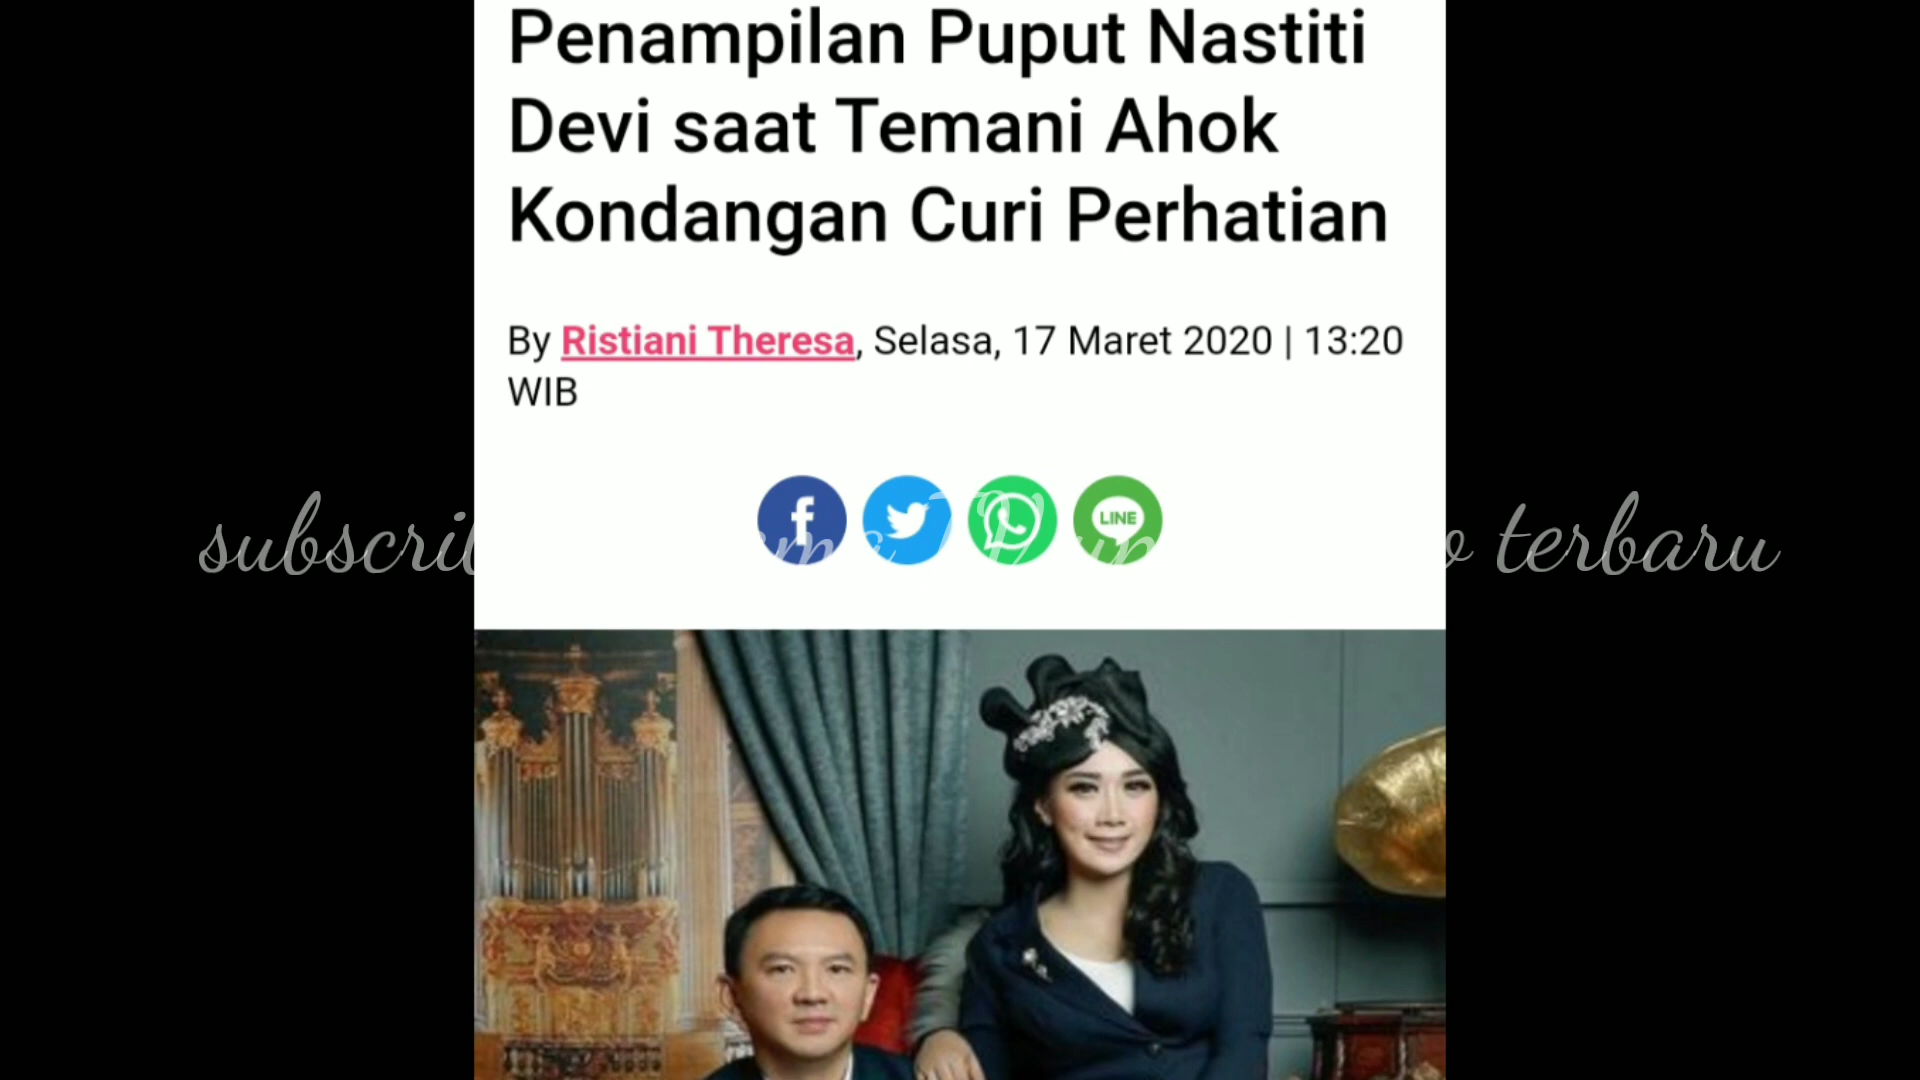 Penampilan Puput Nastiti
Devi saat Temani Ahok
Kondangan Curi Perhatian
By Ristiani Theresa, Selasa, 17 Maret 2020 | 13:20
WIB
LINE
terbaru